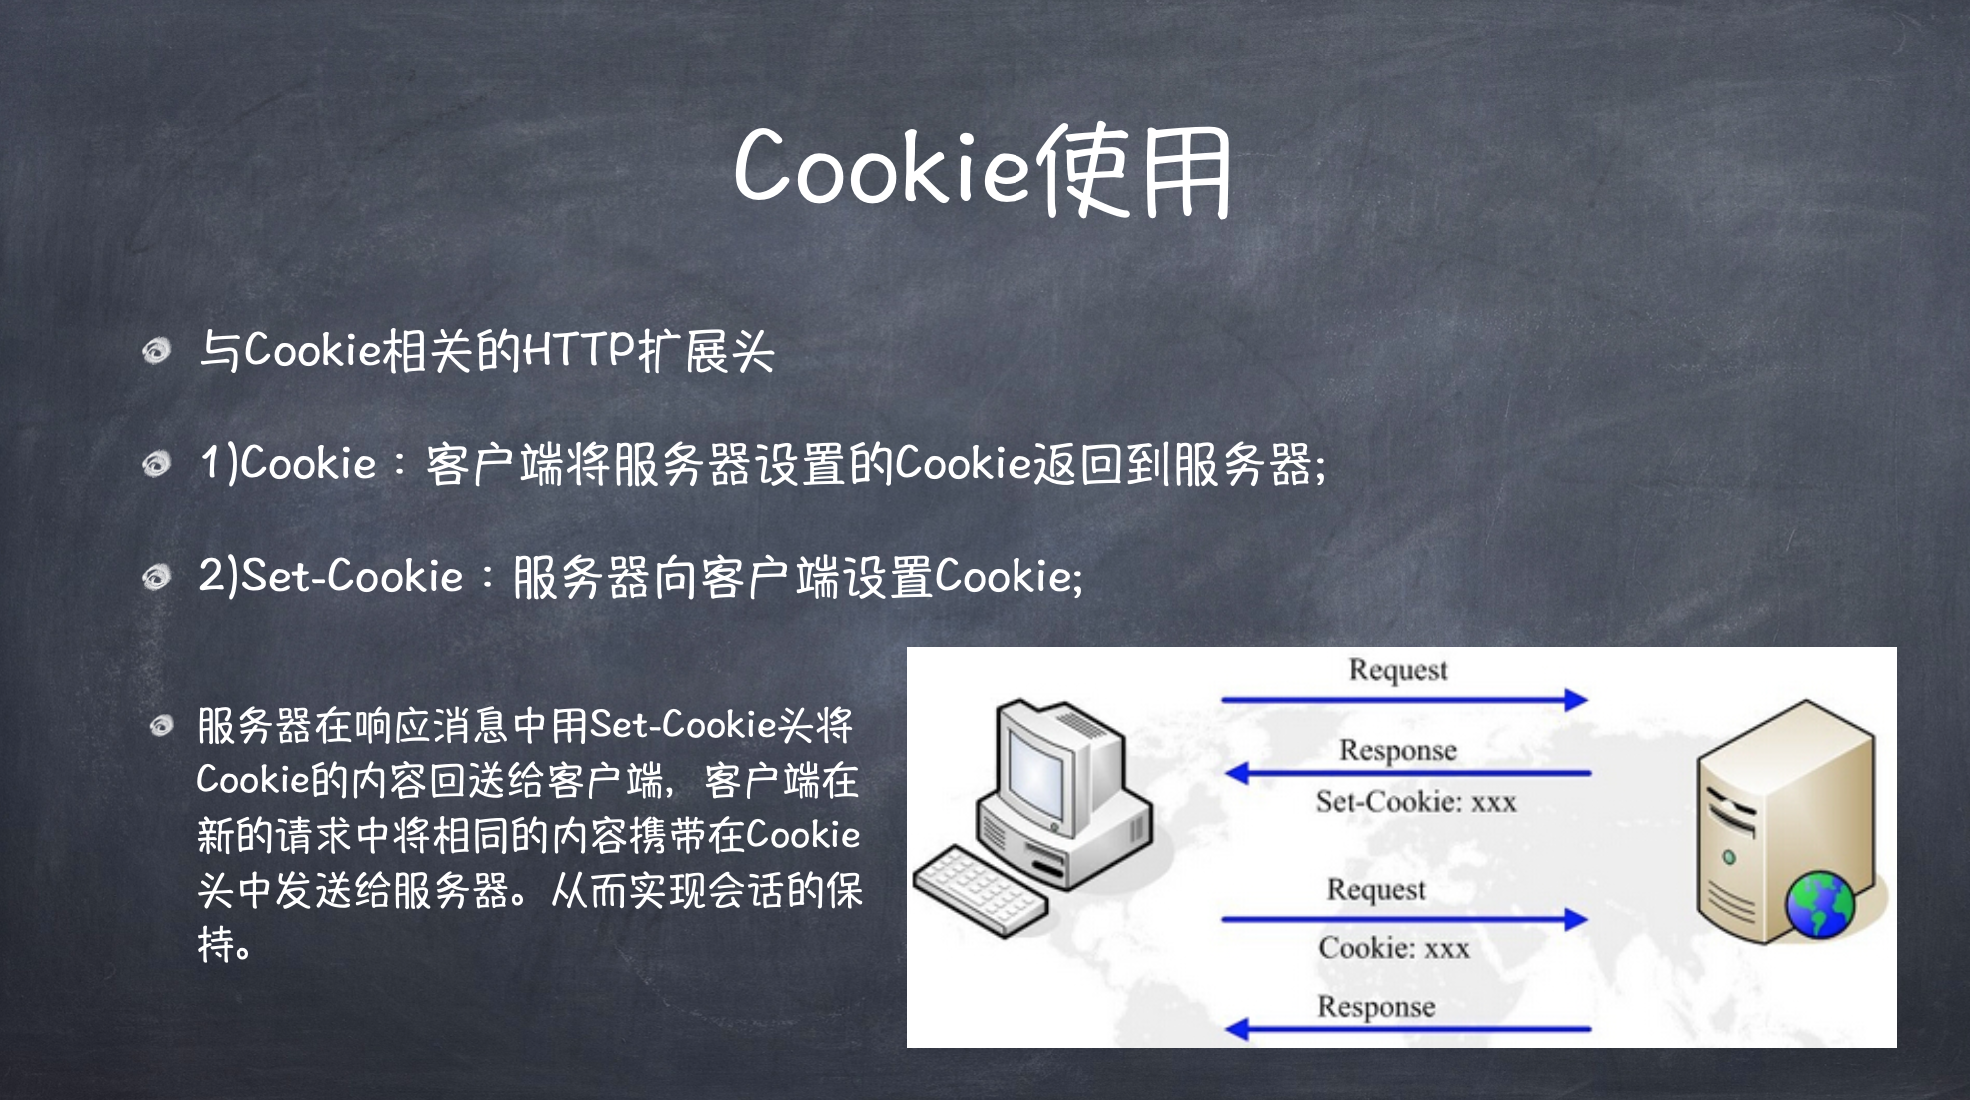 Cookie使用
与Cookie相关的HTTP扩展头
1)Cookie：客户端将服务器设置的Cookie返回到服务器;
2)Set-Cookie：服务器向客户端设置Cookie;
服务器在响应消息中用Set-Cookie头将
Cookie的内容回送给客户端，客户端在
新的请求中将相同的内容携带在Cookie
头中发送给服务器。从而实现会话的保
持。
Request
Response
Set-Cookie: xxx
Request
Cookie: xxx
Response